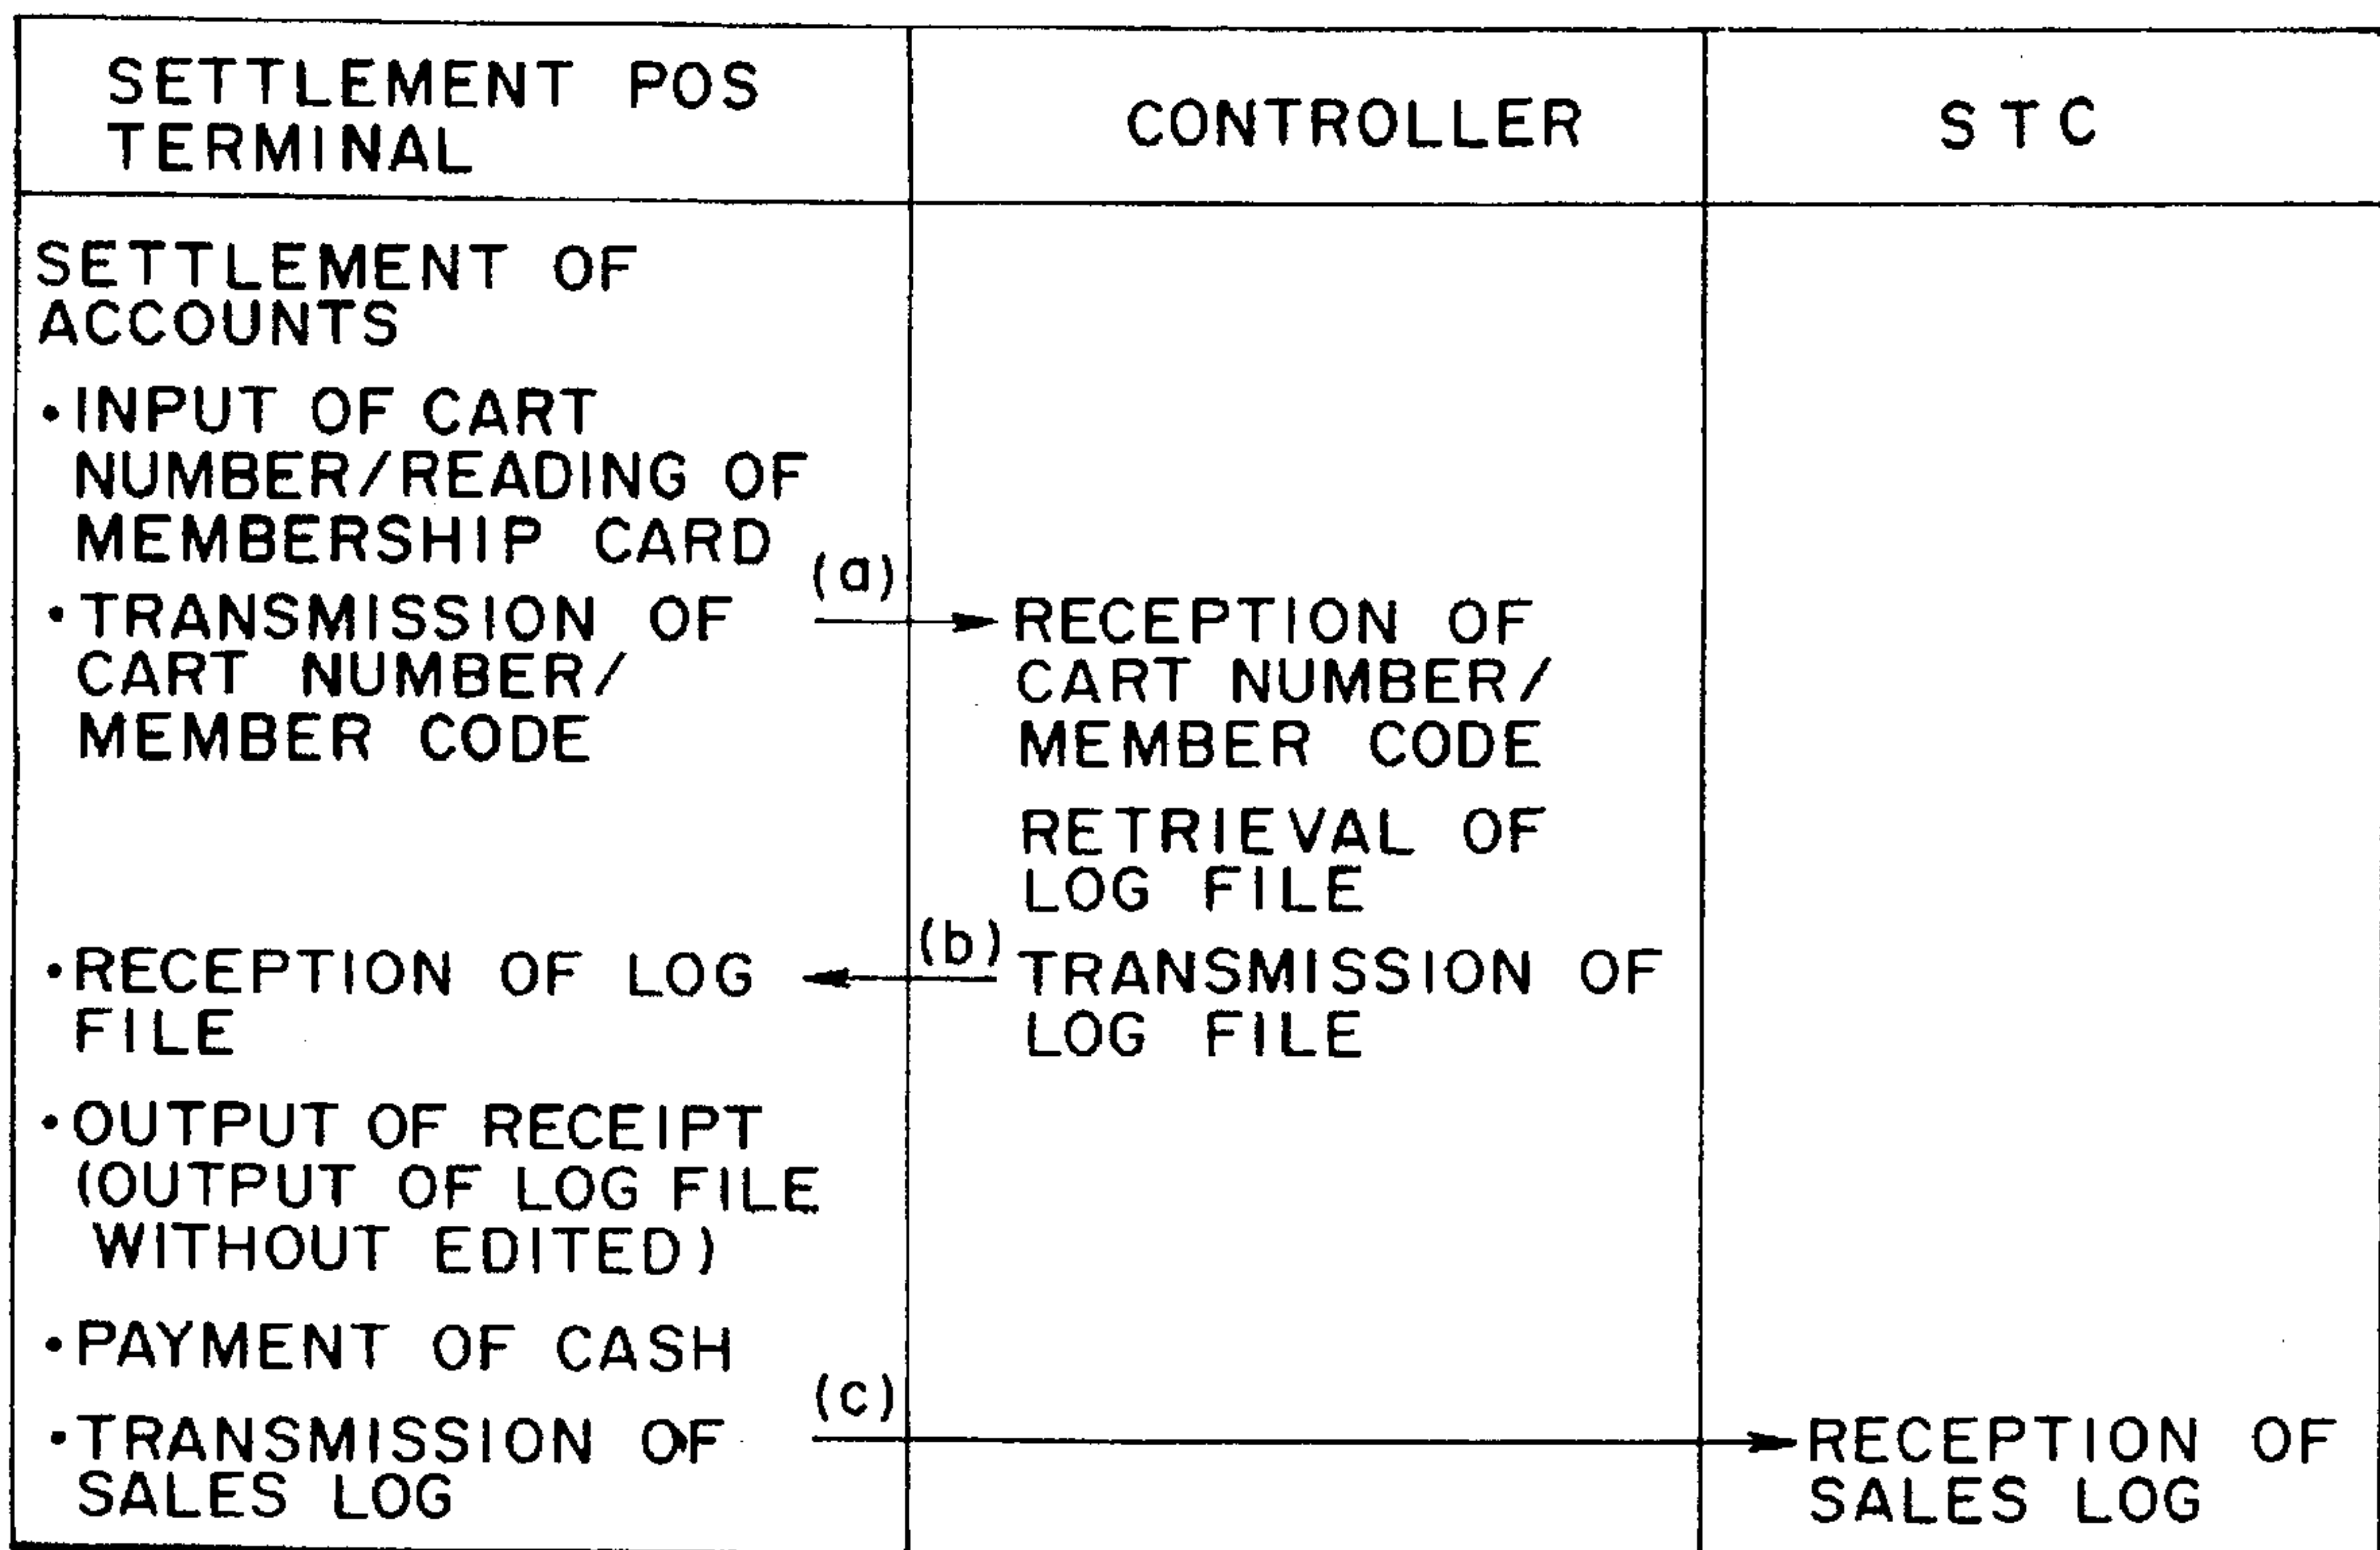 SETTLEMENT POS
TERMINAL
CONTROLLER
STC
SETTLEMENT OF
ACCOUNTS
•INPUT OF CART
NUMBER/READING OF
MEMBERSHIP CARD
•TRANSMISSION OF
CART NUMBER/
MEMBER CODE
(a)
RECEPTION OF
CART NUMBER/
MEMBER CODE
RETRIEVAL OF
LOG FILE
(b)
TRANSMISSION OF
LOG FILE
•RECEPTION OF LOG
FILE
•OUTPUT OF RECEIPT
(OUTPUT OF LOG FILE
WITHOUT EDITED)
•PAYMENT OF CASH
•TRANSMISSION OF
SALES LOG
(c)
RECEPTION OF
SALES LOG